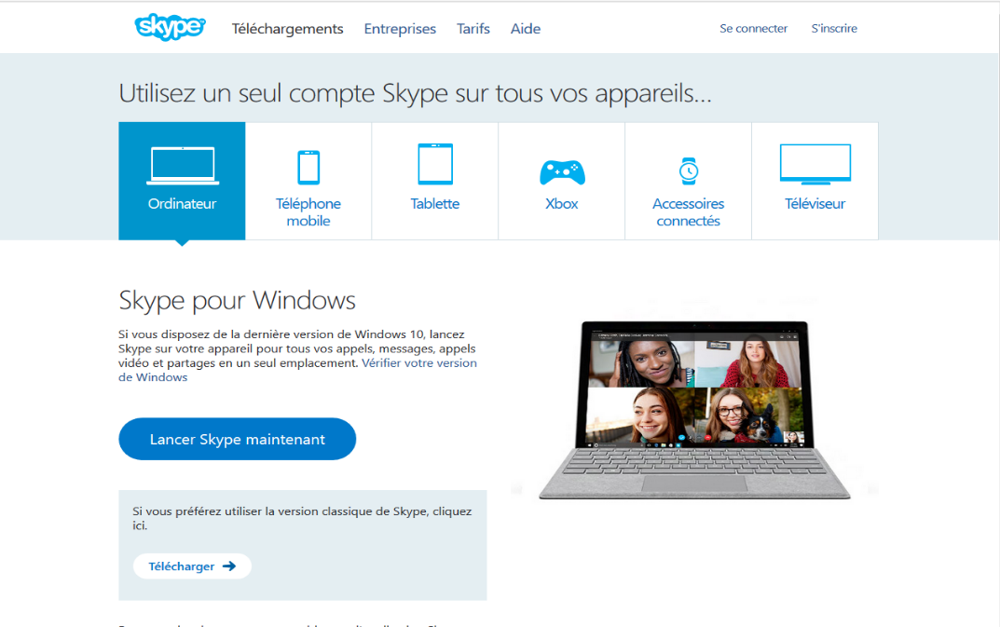 skype
Téléchargements Entreprises Tarifs Aide Se connecter S'inscrire
Utilisez un seul compte Skype sur tous vos appareils...
Ordinateur
Téléphone
mobile
Tablette
Xbox
Accessoires
connectés
Téléviseur
Skype pour Windows
Si vous disposez de la dernière version de Windows 10, lancez
Skype sur votre appareil pour tous vos appels, messages, appels
vidéo et partages en un seul emplacement. Vérifier votre version
de Windows
Lancer Skype maintenant
Si vous préférez utiliser la version classique de Skype, cliquez
ici.
Télécharger